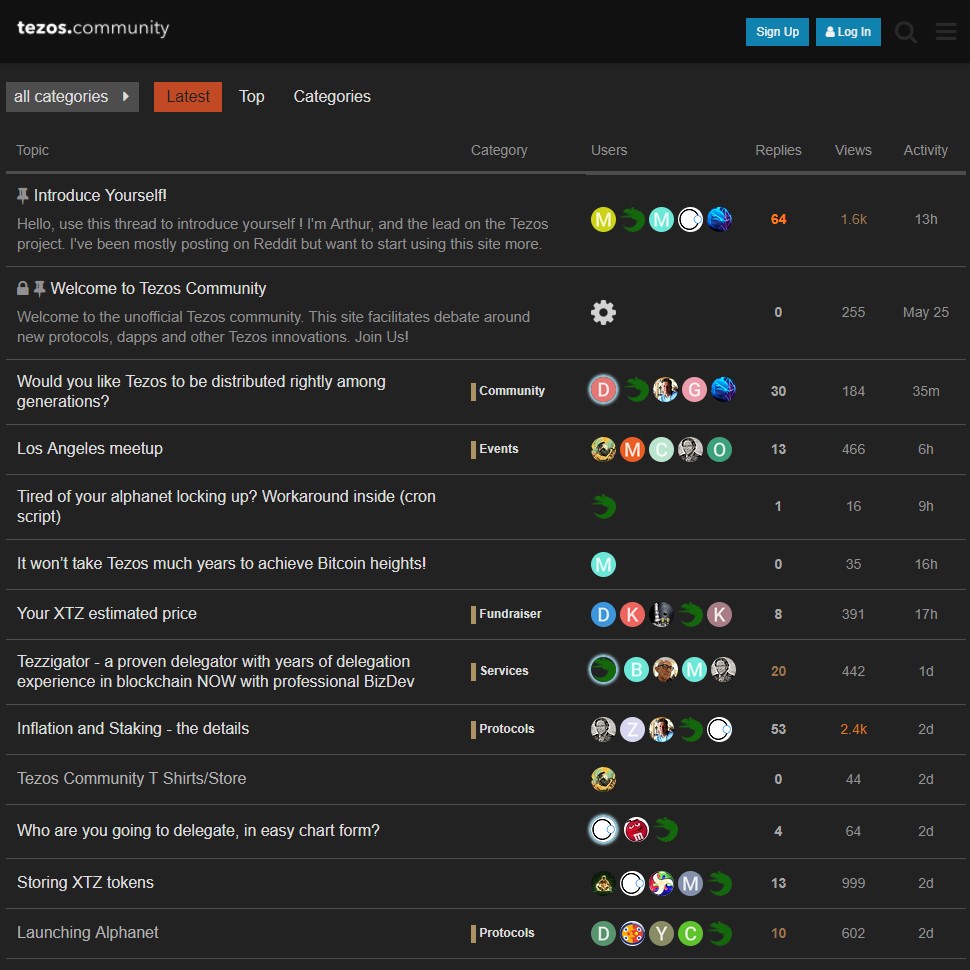 tezos.community
Sign Up
Log In
all categories
Latest
Top
Categories
Topic
Category
Users
Replies
Views
Activity
Introduce Yourself!
Hello, use this thread to introduce yourself ! I'm Arthur, and the lead on the Tezos
project. I've been mostly posting on Reddit but want to start using this site more.
M
M
64
1.6k
13h
Welcome to Tezos Community
Welcome to the unofficial Tezos community. This site facilitates debate around
new protocols, dapps and other Tezos innovations. Join Us!
0
255
May 25
Would you like Tezos to be distributed rightly among
generations?
Community
D
G
30
184
35m
Los Angeles meetup
Events
M
C
O
13
466
6h
Tired of your alphanet locking up? Workaround inside (cron
script)
1
16
9h
It won’t take Tezos much years to achieve Bitcoin heights!
M
0
35
16h
Your XTZ estimated price
Fundraiser
D
K
K
8
391
17h
Tezzigator - a proven delegator with years of delegation
experience in blockchain NOW with professional BizDev
Services
B
M
20
442
1d
Inflation and Staking - the details
Protocols
Z
53
2.4k
2d
Tezos Community T Shirts/Store
0
44
2d
Who are you going to delegate, in easy chart form?
m
4
64
2d
Storing XTZ tokens
M
13
999
2d
Launching Alphanet
Protocols
D
Y
C
10
602
2d